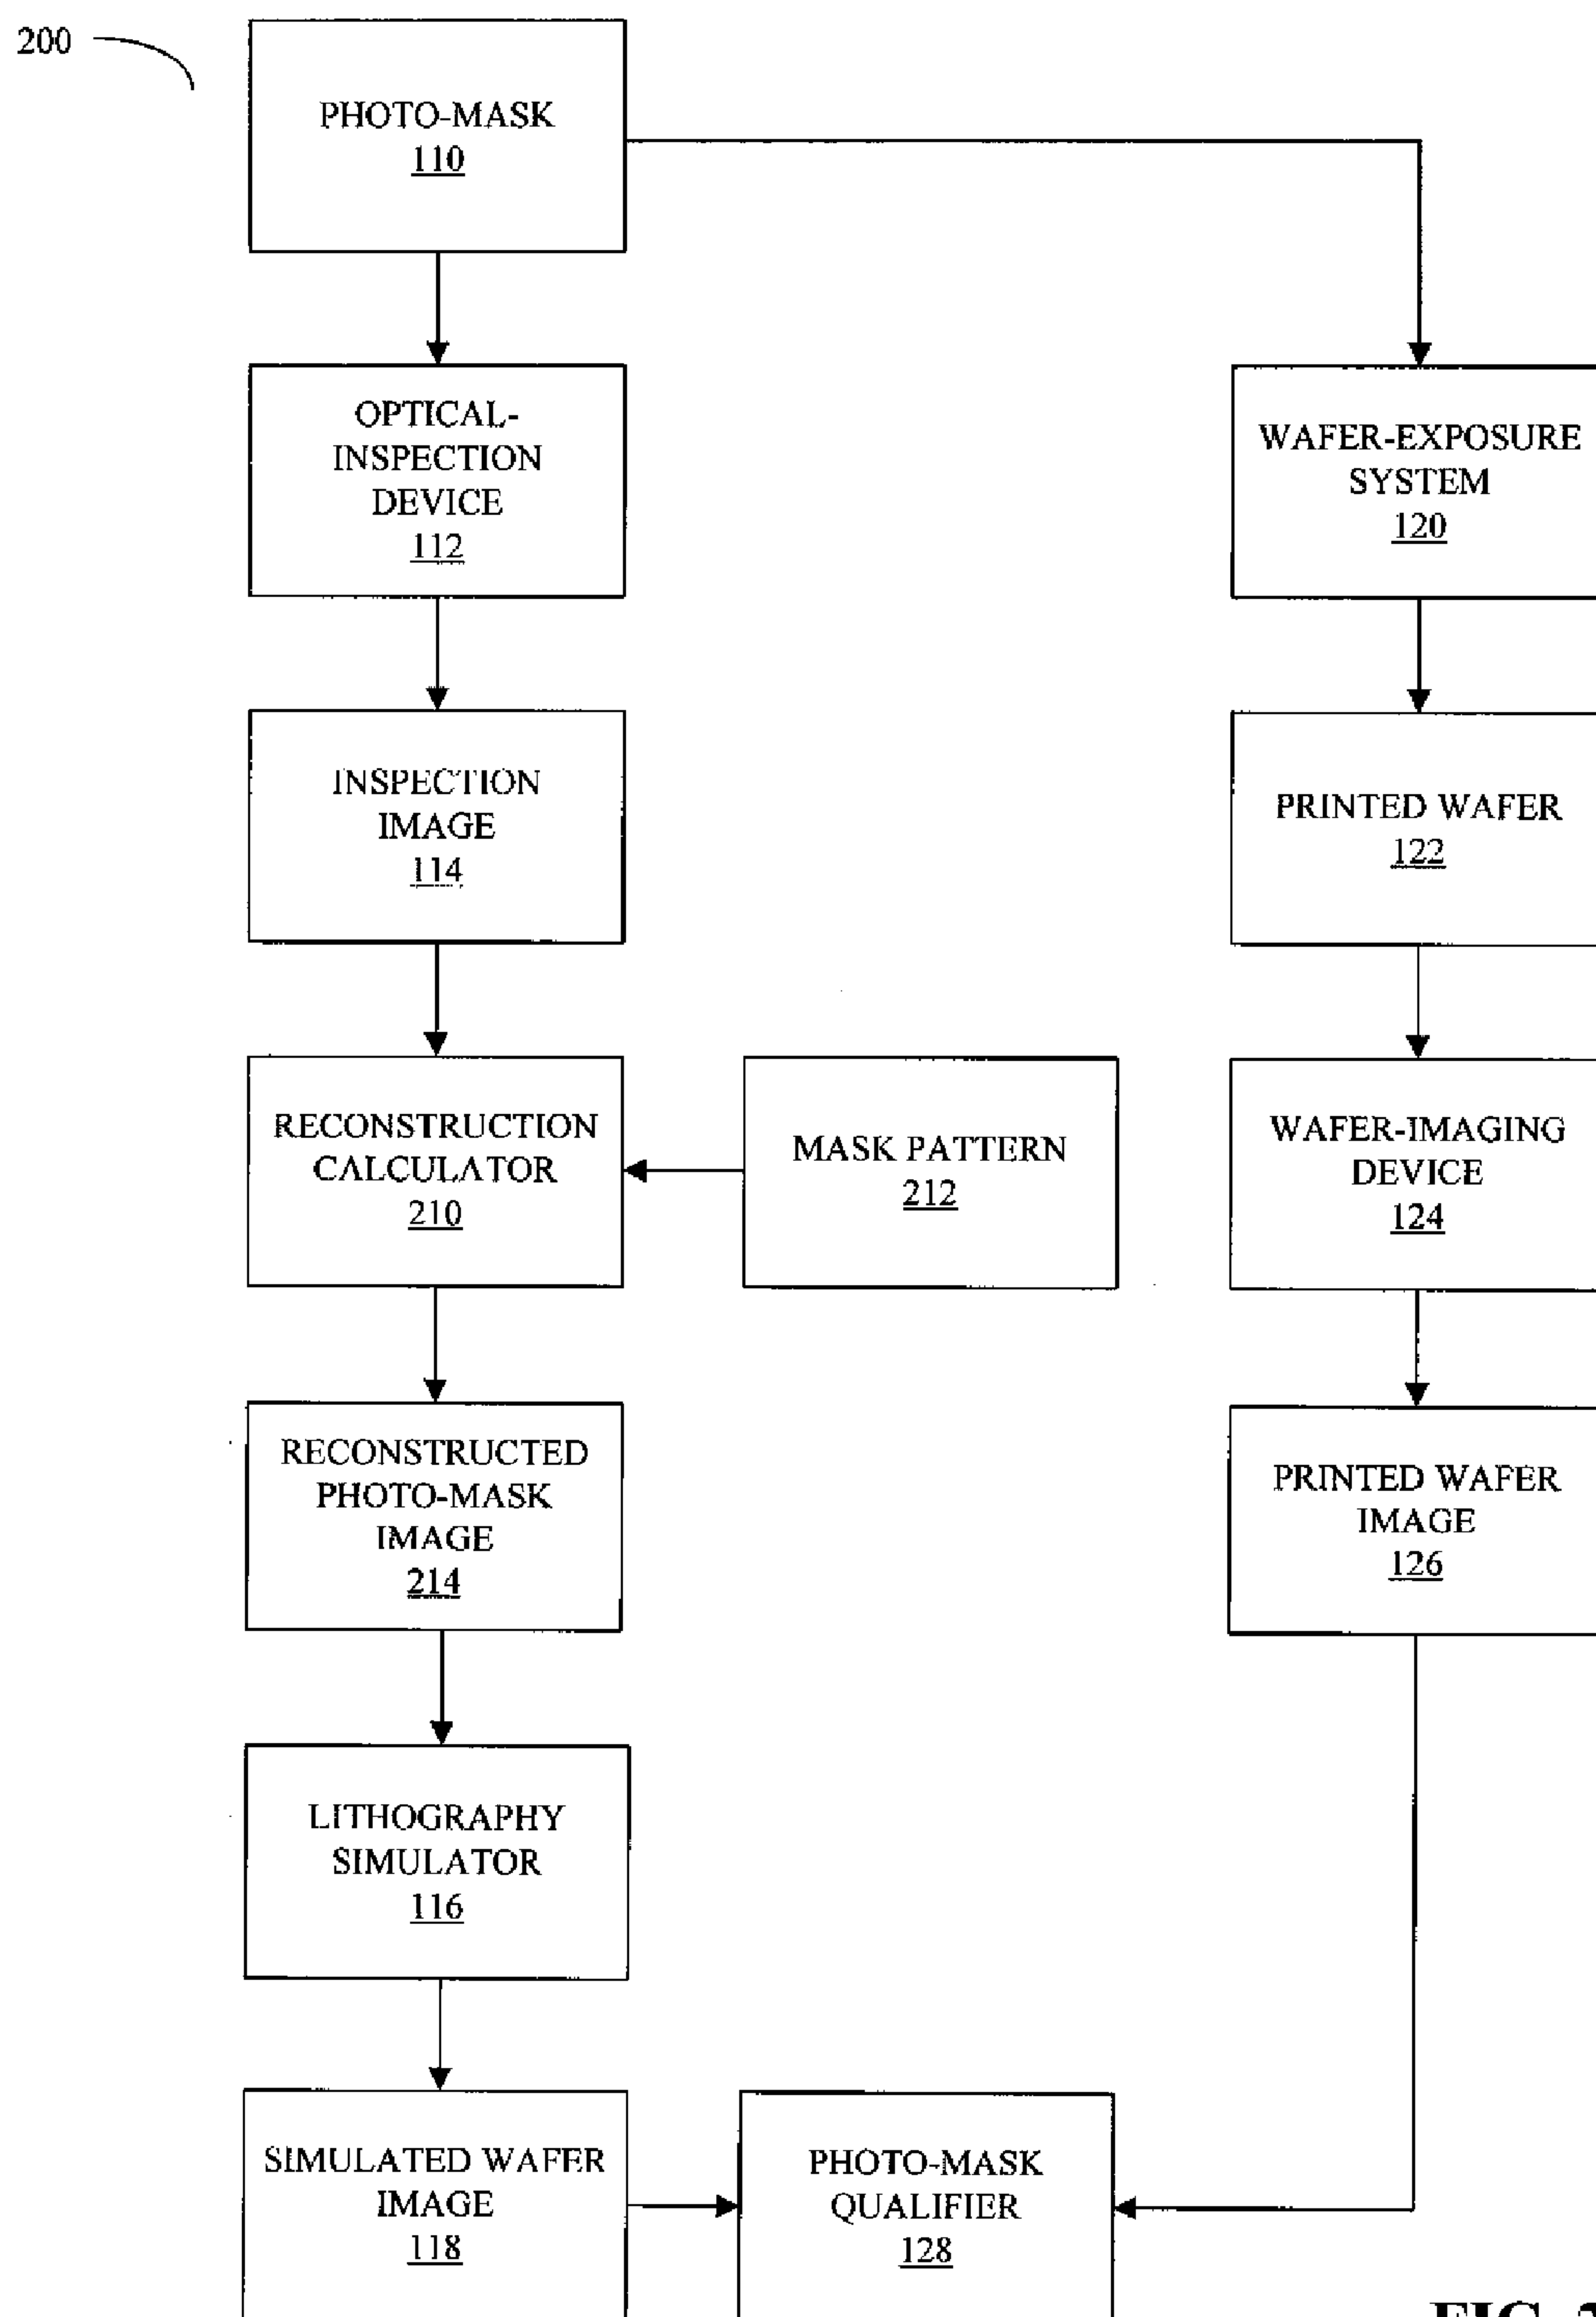 200
PHOTO-MASK
110
OPTICAL-
INSPECTION
DEVICE
112
WAFER-EXPOSURE
SYSTEM
120
INSPECTION
IMAGE
114
PRINTED WAFER
122
RECONSTRUCTION
CALCULATOR
210
MASK PATTERN
212
WAFER-IMAGING
DEVICE
124
RECONSTRUCTED
PHOTO-MASK
IMAGE
214
PRINTED WAFER
IMAGE
126
LITHOGRAPHY
SIMULATOR
116
SIMULATED WAFER
IMAGE
118
PHOTO-MASK
QUALIFIER
128
FIG.